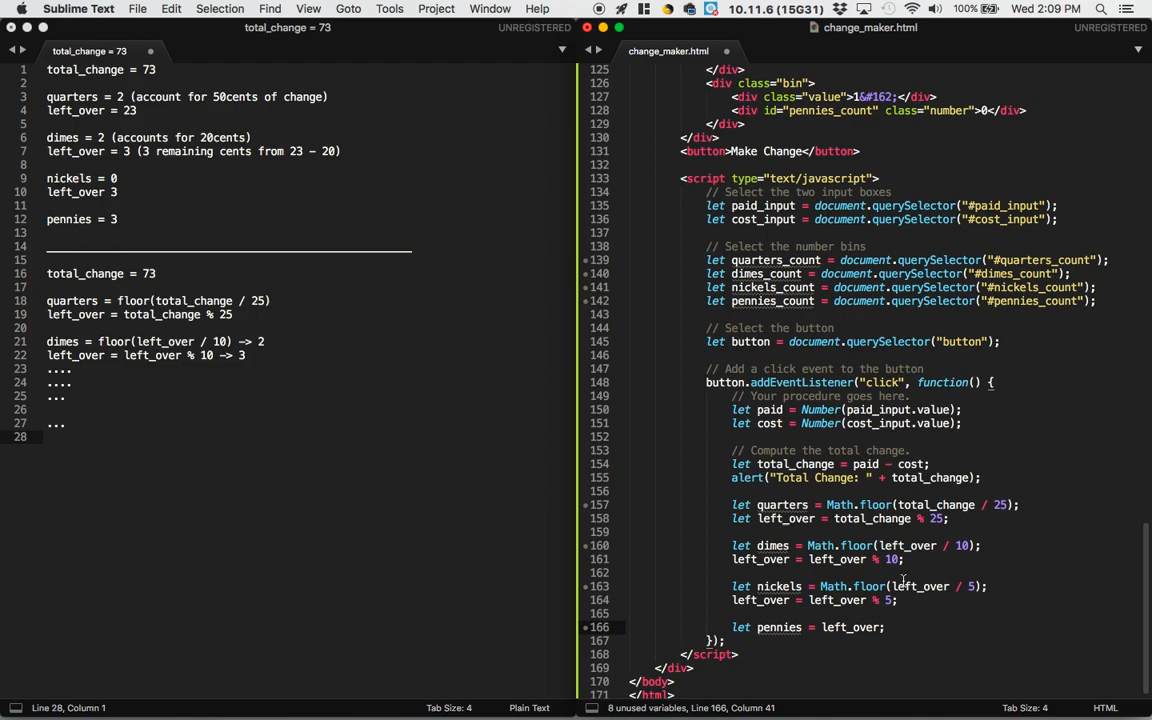 Sublime Text File Edit Selection Find View Goto Tools Project Window Help 10.11.6 (15G31) 100% Wed 2:09 PM
total_change = 73 UNREGISTERED
change_maker.html UNREGISTERED
total_change = 73
change_maker.html
1 total_change = 73
2
3 quarters = 2 (account for 50cents of change)
4 left_over = 23
5
6 dimes = 2 (accounts for 20cents)
7 left_over = 3 (3 remaining cents from 23 - 20)
8
9 nickels = 0
10 left_over 3
11
12 pennies = 3
13
14 ________________________________________________________
15
16 total_change = 73
17
18 quarters = floor(total_change / 25)
19 left_over = total_change % 25
20
21 dimes = floor(left_over / 10) -> 2
22 left_over = left_over % 10 -> 3
23 ....
24 ....
25 ...
26
27 ...
28
125 </div>
126 <div class="bin">
127 <div class="value">1&#162;</div>
128 <div id="pennies_count" class="number">0</div>
129 </div>
130 </div>
131 <button>Make Change</button>
132
133 <script type="text/javascript">
134 // Select the two input boxes
135 let paid_input = document.querySelector("#paid_input");
136 let cost_input = document.querySelector("#cost_input");
137
138 // Select the number bins
139 let quarters_count = document.querySelector("#quarters_count");
140 let dimes_count = document.querySelector("#dimes_count");
141 let nickels_count = document.querySelector("#nickels_count");
142 let pennies_count = document.querySelector("#pennies_count");
143
144 // Select the button
145 let button = document.querySelector("button");
146
147 // Add a click event to the button
148 button.addEventListener("click", function() {
149 // Your procedure goes here.
150 let paid = Number(paid_input.value);
151 let cost = Number(cost_input.value);
152
153 // Compute the total change.
154 let total_change = paid - cost;
155 alert("Total Change: " + total_change);
156
157 let quarters = Math.floor(total_change / 25);
158 let left_over = total_change % 25;
159
160 let dimes = Math.floor(left_over / 10);
161 left_over = left_over % 10;
162
163 let nickels = Math.floor(left_over / 5);
164 left_over = left_over % 5;
165
166 let pennies = left_over;
167 });
168 </script>
169 </div>
170 </body>
171 </html>
Line 28, Column 1 Tab Size: 4 Plain Text
8 unused variables, Line 166, Column 41 Tab Size: 4 HTML